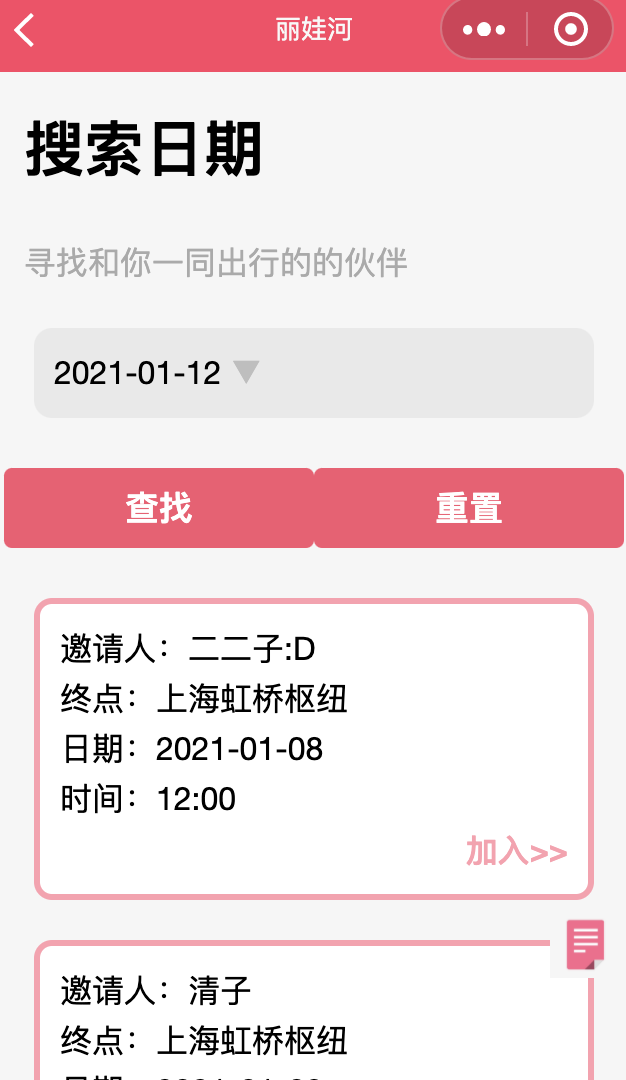 丽娃河
搜索日期
寻找和你一同出行的的伙伴
2021-01-12
查找
重置
邀请人：二二子:D
终点：上海虹桥枢纽
日期：2021-01-08
时间：12:00
加入>>
邀请人：清子
终点：上海虹桥枢纽